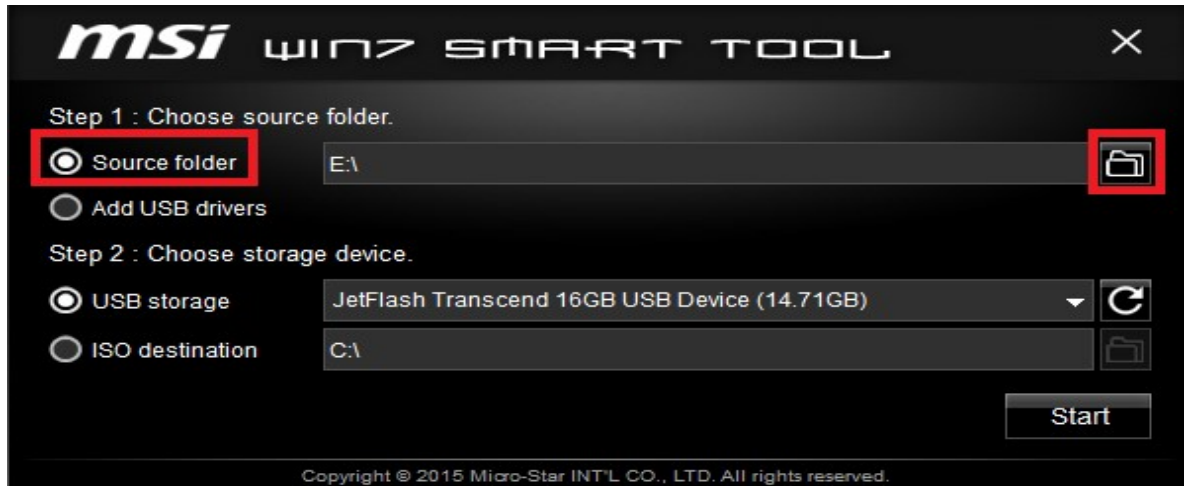 msi WIN7 SMART TOOL
Step 1 : Choose source folder.
Source folder E:\
Add USB drivers
Step 2 : Choose storage device.
USB storage JetFlash Transcend 16GB USB Device (14.71GB)
ISO destination C:\
Start
Copyright © 2015 Micro-Star INT'L CO., LTD. All rights reserved.